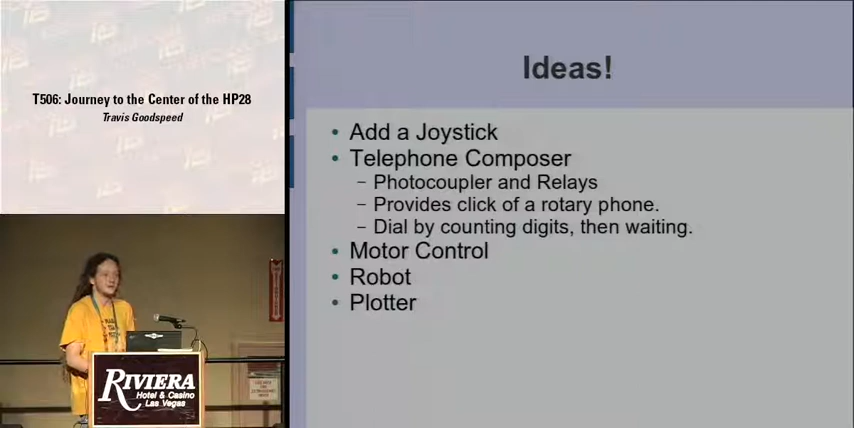 T506: Journey to the Center of the HP28
Travis Goodspeed
Ideas!
• Add a Joystick
• Telephone Composer
– Photocoupler and Relays
– Provides click of a rotary phone.
– Dial by counting digits, then waiting.
• Motor Control
• Robot
• Plotter
RIVIERA
Hotel & Casino
Las Vegas